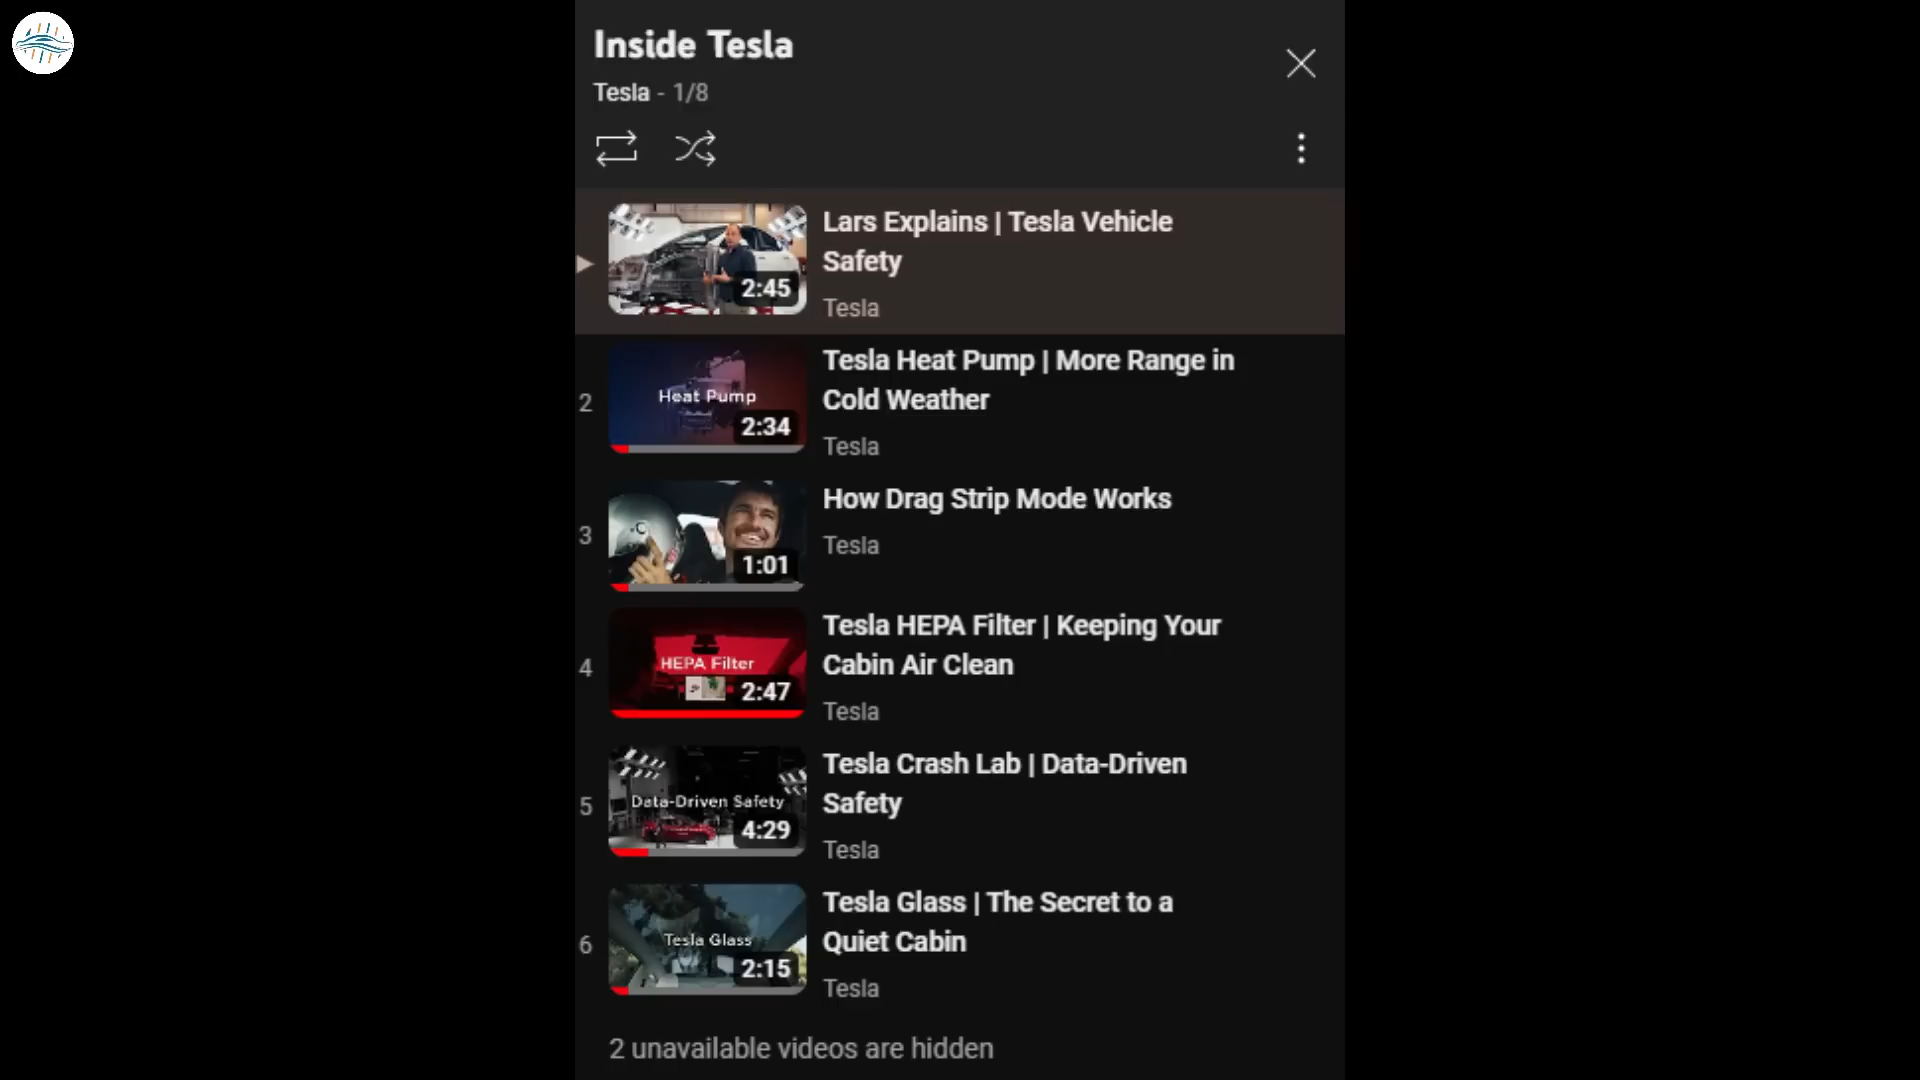 Inside Tesla
Tesla - 1/8
Lars Explains | Tesla Vehicle
Safety
2:45
Tesla
2
Heat Pump
2:34
Tesla Heat Pump | More Range in
Cold Weather
Tesla
3
1:01
How Drag Strip Mode Works
Tesla
4
HEPA Filter
2:47
Tesla HEPA Filter | Keeping Your
Cabin Air Clean
Tesla
5
Data-Driven Safety
4:29
Tesla Crash Lab | Data-Driven
Safety
Tesla
6
Tesla Glass
2:15
Tesla Glass | The Secret to a
Quiet Cabin
Tesla
2 unavailable videos are hidden